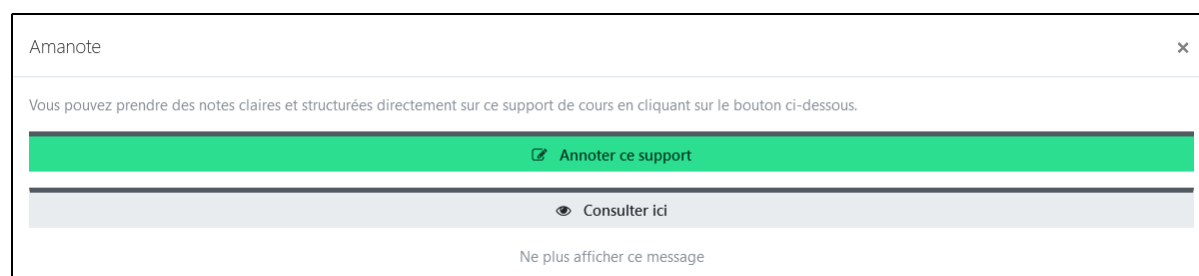 Amanote
×
Vous pouvez prendre des notes claires et structurées directement sur ce support de cours en cliquant sur le bouton ci-dessous.
Annoter ce support
Consulter ici
Ne plus afficher ce message